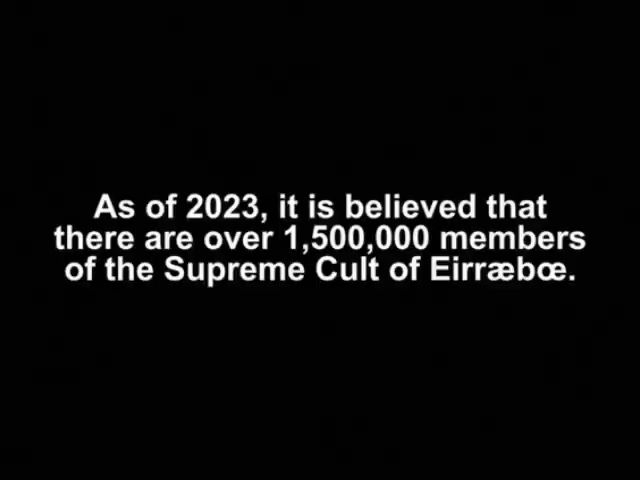 As of 2023, it is believed that
there are over 1,500,000 members
of the Supreme Cult of Eirræbœ.